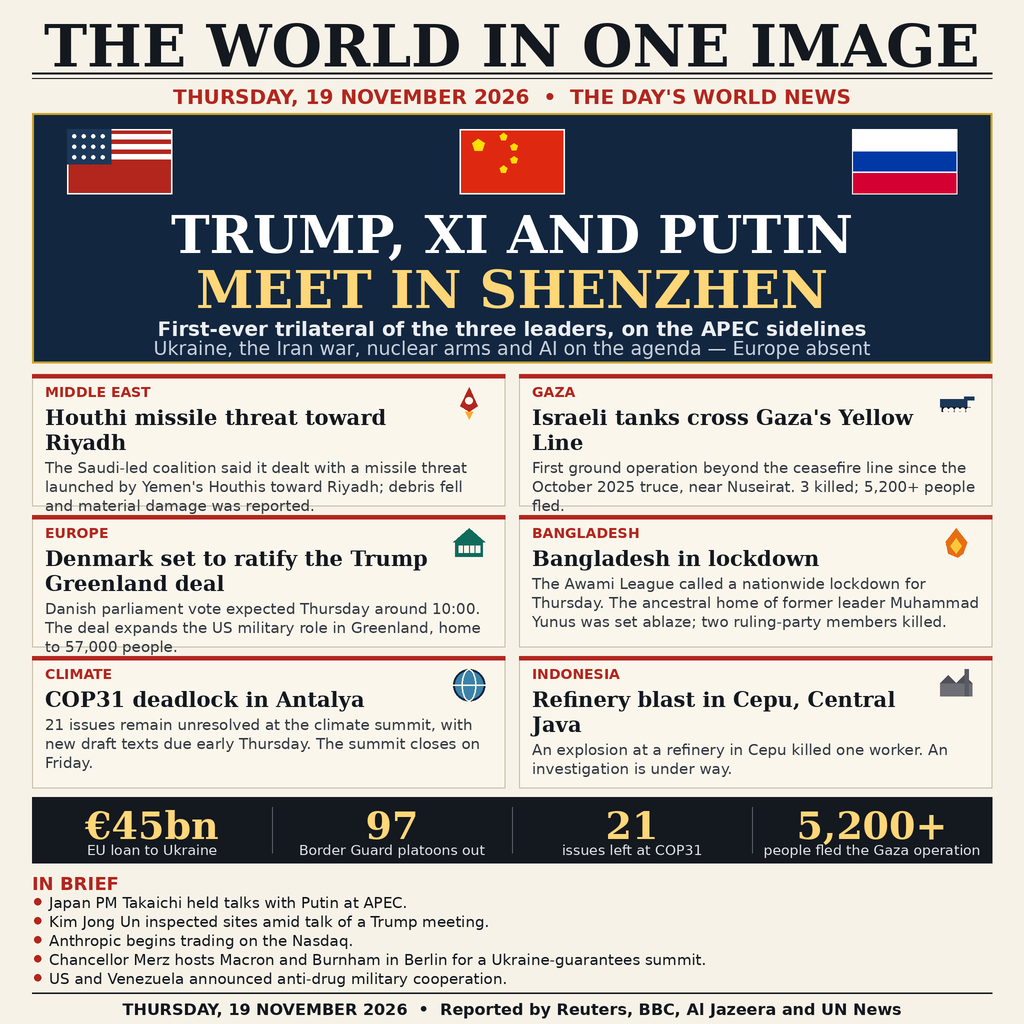 THE WORLD IN ONE IMAGE
THURSDAY, 19 NOVEMBER 2026 • THE DAY'S WORLD NEWS
TRUMP, XI AND PUTIN
MEET IN SHENZHEN
First-ever trilateral of the three leaders, on the APEC sidelines
Ukraine, the Iran war, nuclear arms and AI on the agenda — Europe absent
MIDDLE EAST
Houthi missile threat toward
Riyadh
The Saudi-led coalition said it dealt with a missile threat
launched by Yemen's Houthis toward Riyadh; debris fell
and material damage was reported.
GAZA
Israeli tanks cross Gaza's Yellow
Line
First ground operation beyond the ceasefire line since the
October 2025 truce, near Nuseirat. 3 killed; 5,200+ people
fled.
EUROPE
Denmark set to ratify the Trump
Greenland deal
Danish parliament vote expected Thursday around 10:00.
The deal expands the US military role in Greenland, home
to 57,000 people.
BANGLADESH
Bangladesh in lockdown
The Awami League called a nationwide lockdown for
Thursday. The ancestral home of former leader Muhammad
Yunus was set ablaze; two ruling-party members killed.
CLIMATE
COP31 deadlock in Antalya
21 issues remain unresolved at the climate summit, with
new draft texts due early Thursday. The summit closes on
Friday.
INDONESIA
Refinery blast in Cepu, Central
Java
An explosion at a refinery in Cepu killed one worker. An
investigation is under way.
€45bn
EU loan to Ukraine
97
Border Guard platoons out
21
issues left at COP31
5,200+
people fled the Gaza operation
IN BRIEF
• Japan PM Takaichi held talks with Putin at APEC.
• Kim Jong Un inspected sites amid talk of a Trump meeting.
• Anthropic begins trading on the Nasdaq.
• Chancellor Merz hosts Macron and Burnham in Berlin for a Ukraine-guarantees summit.
• US and Venezuela announced anti-drug military cooperation.
THURSDAY, 19 NOVEMBER 2026 • Reported by Reuters, BBC, Al Jazeera and UN News